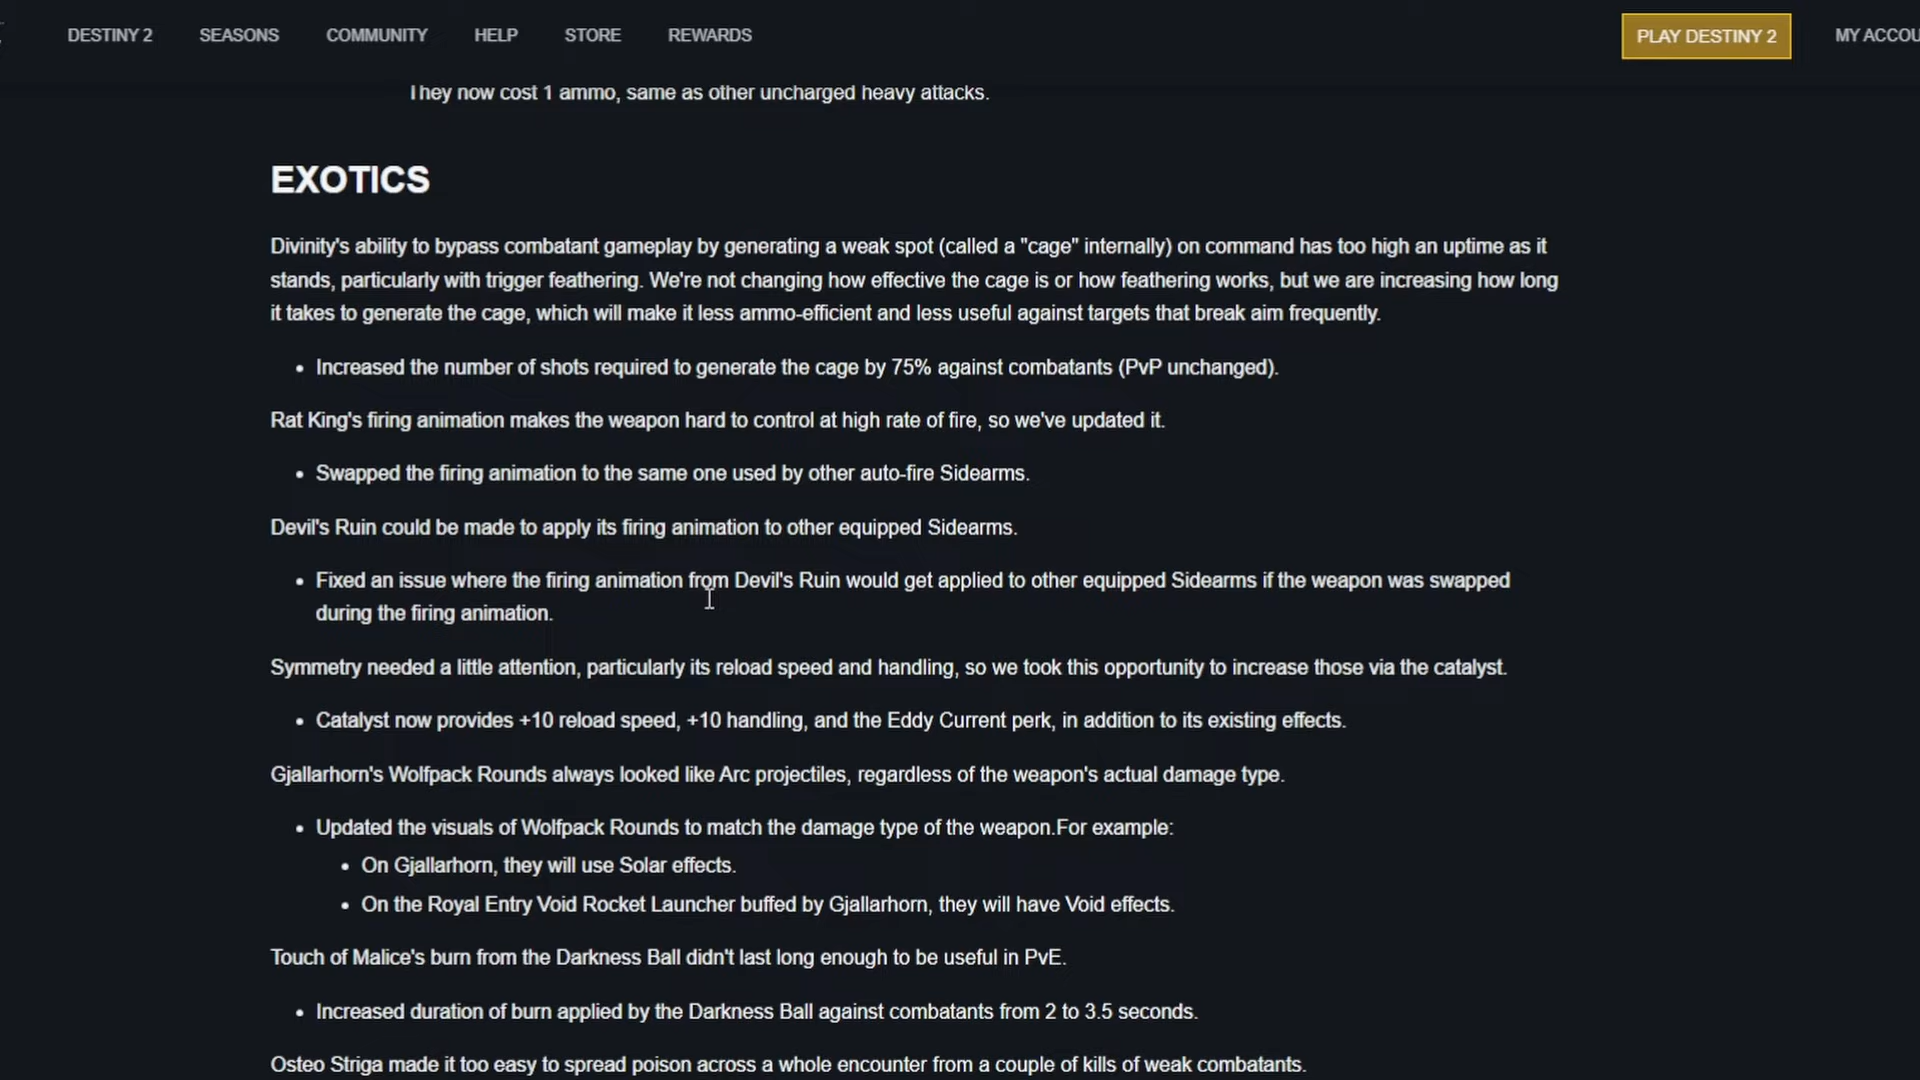 DESTINY 2 SEASONS COMMUNITY HELP STORE REWARDS PLAY DESTINY 2 MY ACCOU
They now cost 1 ammo, same as other uncharged heavy attacks.
EXOTICS
Divinity's ability to bypass combatant gameplay by generating a weak spot (called a "cage" internally) on command has too high an uptime as it
stands, particularly with trigger feathering. We're not changing how effective the cage is or how feathering works, but we are increasing how long
it takes to generate the cage, which will make it less ammo-efficient and less useful against targets that break aim frequently.
• Increased the number of shots required to generate the cage by 75% against combatants (PvP unchanged).
Rat King's firing animation makes the weapon hard to control at high rate of fire, so we've updated it.
• Swapped the firing animation to the same one used by other auto-fire Sidearms.
Devil's Ruin could be made to apply its firing animation to other equipped Sidearms.
• Fixed an issue where the firing animation from Devil's Ruin would get applied to other equipped Sidearms if the weapon was swapped
during the firing animation.
Symmetry needed a little attention, particularly its reload speed and handling, so we took this opportunity to increase those via the catalyst.
• Catalyst now provides +10 reload speed, +10 handling, and the Eddy Current perk, in addition to its existing effects.
Gjallarhorn's Wolfpack Rounds always looked like Arc projectiles, regardless of the weapon's actual damage type.
• Updated the visuals of Wolfpack Rounds to match the damage type of the weapon.For example:
• On Gjallarhorn, they will use Solar effects.
• On the Royal Entry Void Rocket Launcher buffed by Gjallarhorn, they will have Void effects.
Touch of Malice's burn from the Darkness Ball didn't last long enough to be useful in PvE.
• Increased duration of burn applied by the Darkness Ball against combatants from 2 to 3.5 seconds.
Osteo Striga made it too easy to spread poison across a whole encounter from a couple of kills of weak combatants.